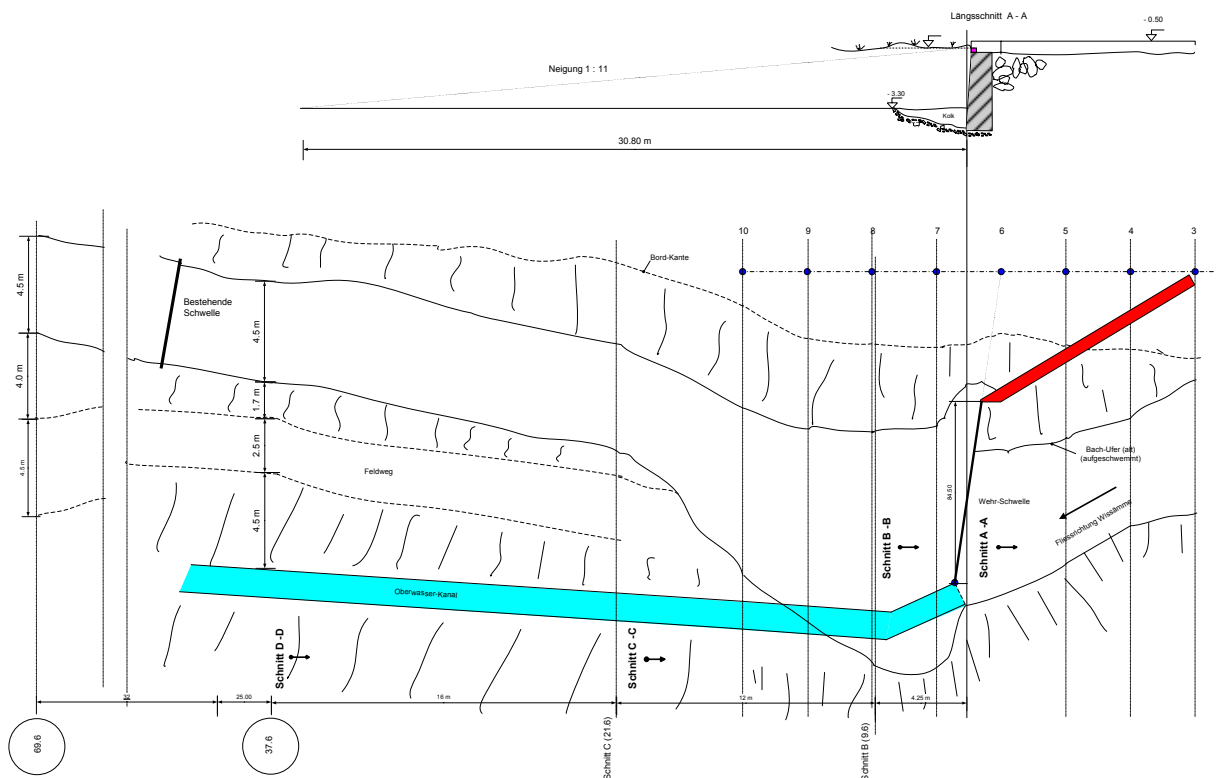 Längsschnitt A - A
- 0.50
Neigung 1 : 11
- 3.30
Kolk
30.80 m
10
9
8
7
6
5
4
3
Bord-Kante
4.5 m
4.0 m
4.5 m
Bestehende
Schwelle
4.5 m
1.7 m
2.5 m
4.5 m
Feldweg
Bach-Ufer (alt)
(aufgeschwemmt)
84.50
Wehr-Schwelle
Fliessrichtung Wissämme
Schnitt B -B
Schnitt A -A
Oberwasser-Kanal
Schnitt D -D
Schnitt C -C
32
25.00
16 m
12 m
4.25 m
69.6
37.6
Schnitt C (21.6)
Schnitt B (9.6)